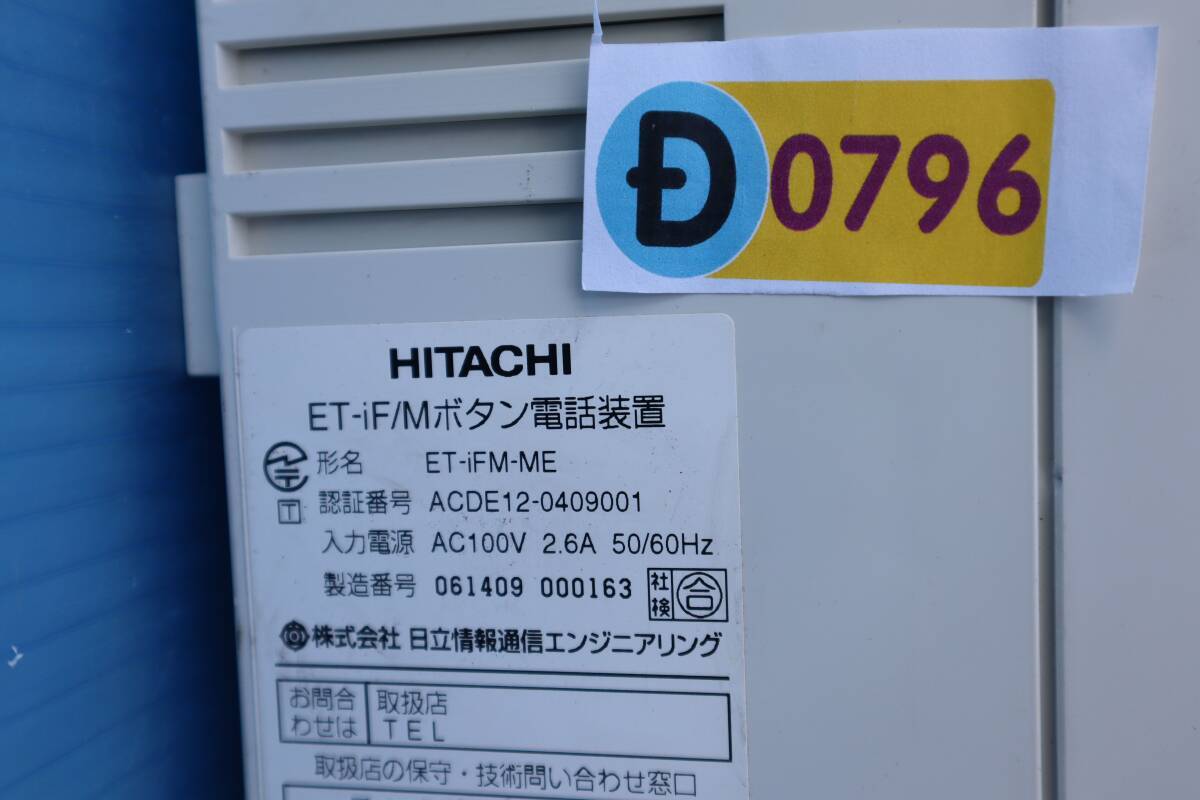 D 0796
HITACHI
ET-iF/Mボタン電話装置
形名 ET-iFM-ME
T 認証番号 ACDE12-0409001
入力電源 AC100V 2.6A 50/60Hz
製造番号 061409 000163 社検 合
株式会社 日立情報通信エンジニアリング
お問合わせは 取扱店
TEL
取扱店の保守・技術問い合わせ窓口